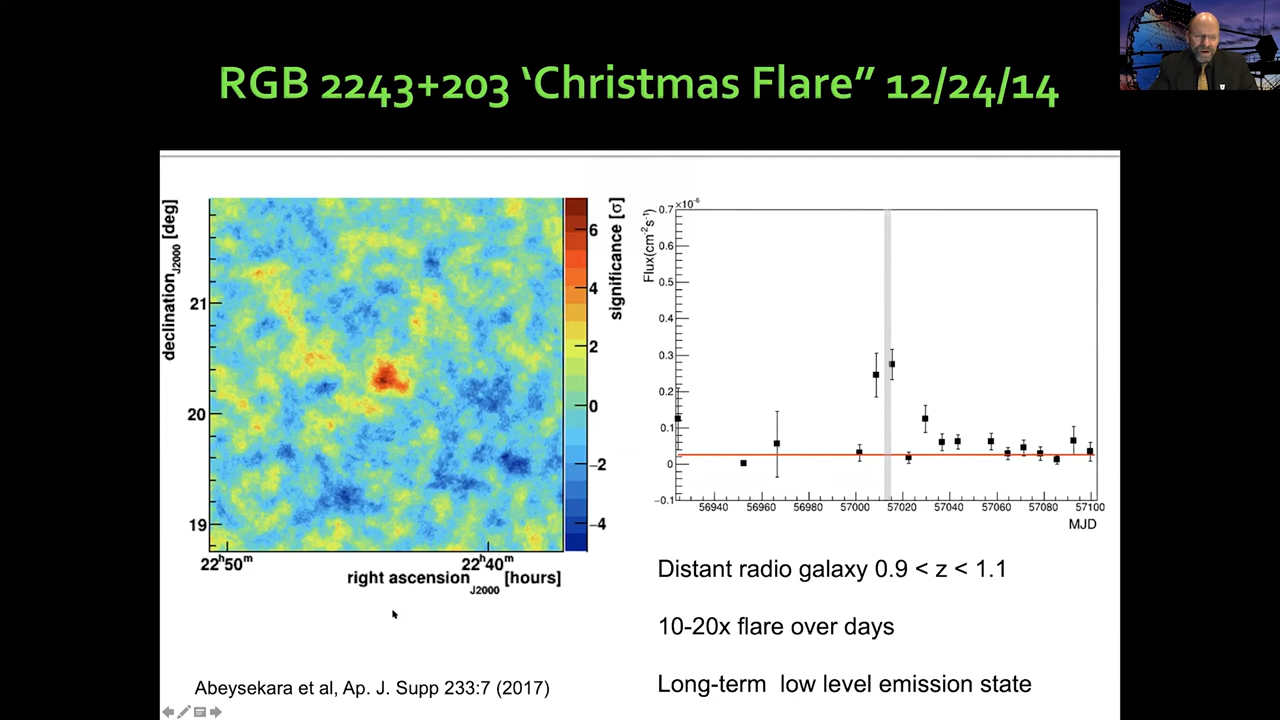 RGB 2243+203 ‘Christmas Flare” 12/24/14
declination J2000 [deg]
21
20
19
22h50m
22h40m
right ascension J2000 [hours]
6
4
2
0
−2
−4
significance [σ]
Flux(cm-2s-1)
×10-6
0.7
0.6
0.5
0.4
0.3
0.2
0.1
0
−0.1
56940 56960 56980 57000 57020 57040 57060 57080 57100
MJD
Distant radio galaxy 0.9 < z < 1.1
10-20x flare over days
Long-term low level emission state
Abeysekara et al, Ap. J. Supp 233:7 (2017)